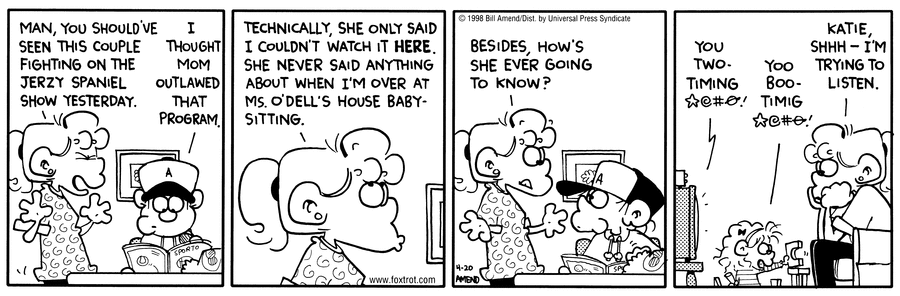 MAN, YOU SHOULD'VE
SEEN THIS COUPLE
FIGHTING ON THE
JERZY SPANIEL
SHOW YESTERDAY.
I
THOUGHT
MOM
OUTLAWED
THAT
PROGRAM.
A
SPORTO
TECHNICALLY, SHE ONLY SAID
I COULDN'T WATCH IT HERE.
SHE NEVER SAID ANYTHING
ABOUT WHEN I'M OVER AT
MS. O'DELL'S HOUSE BABY-
SITTING.
www.foxtrot.com
© 1998 Bill Amend/Dist. by Universal Press Syndicate
BESIDES, HOW'S
SHE EVER GOING
TO KNOW?
A
SPO
4-20
AMEND
YOU
TWO-
TIMING
☆@#⊖!
YOO
BOO-
TIMIG
☆@#⊖!
KATIE,
SHHH – I'M
TRYING TO
LISTEN.